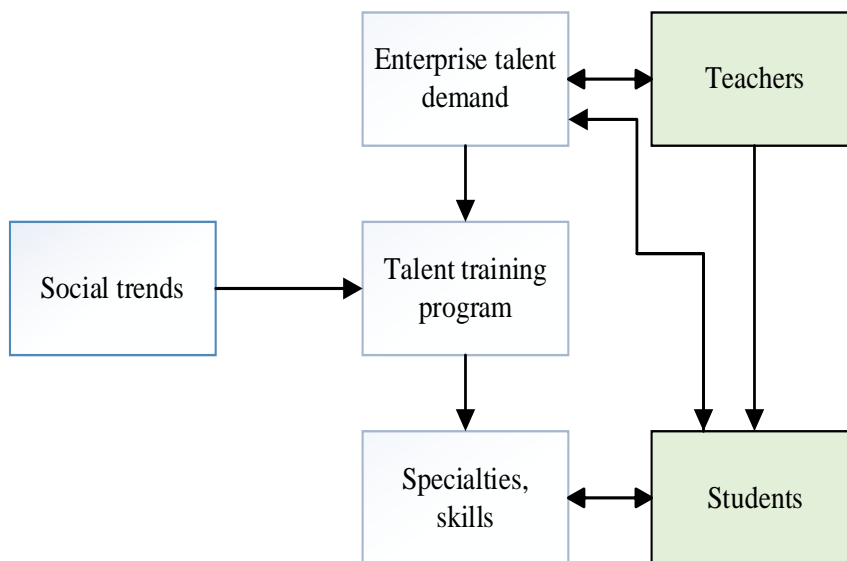 Enterprise talent
demand
Teachers
Social trends
Talent training
program
Specialties,
skills
Students